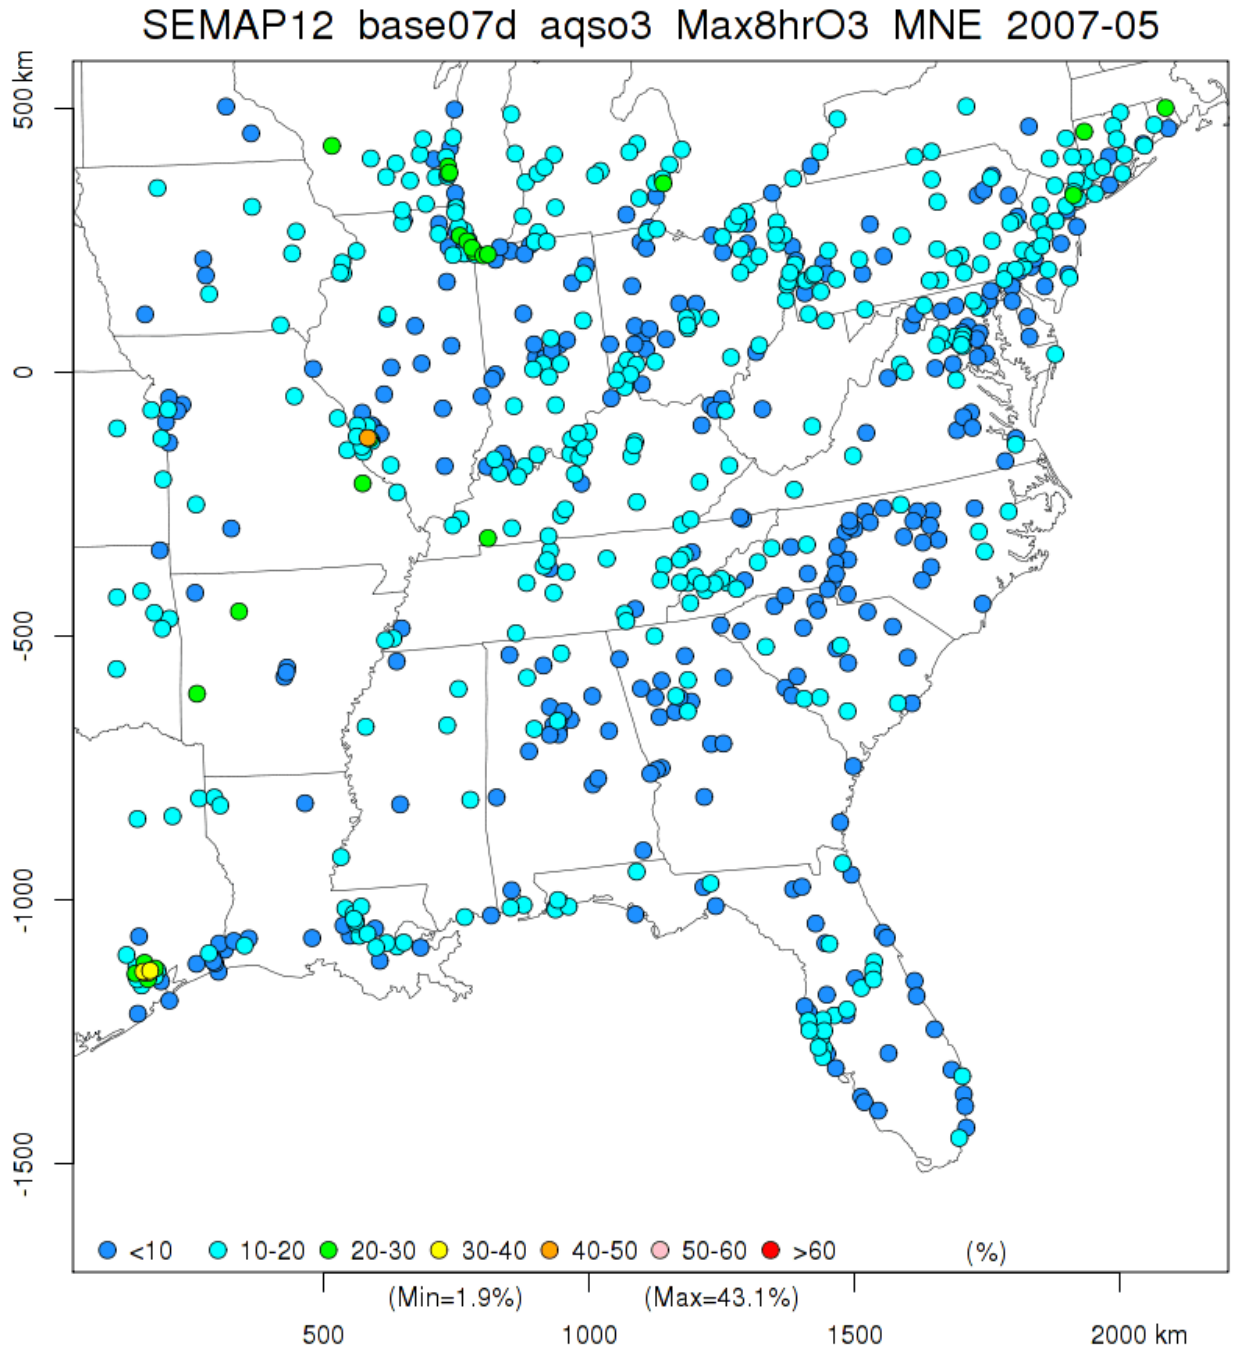 SEMAP12 base07d aqso3 Max8hrO3 MNE 2007-05
500 km
0
-500
-1000
-1500
<10 10-20 20-30 30-40 40-50 50-60 >60 (%)
(Min=1.9%) (Max=43.1%)
500 1000 1500 2000 km